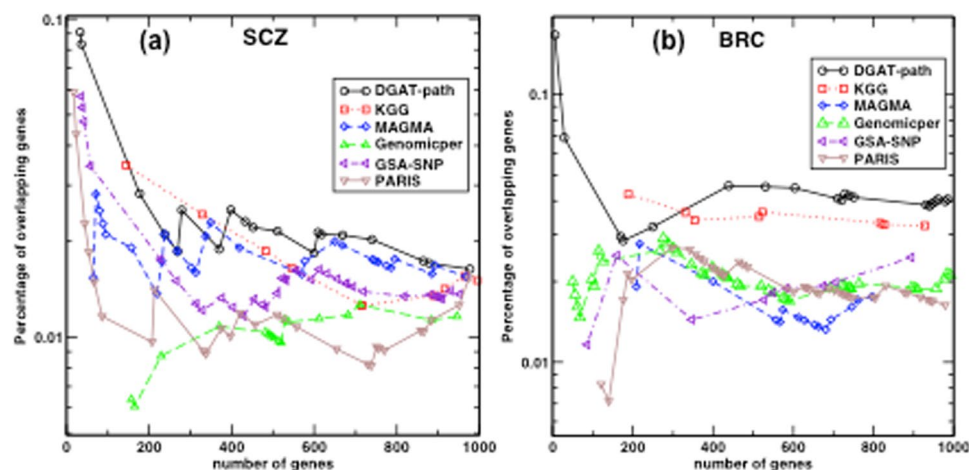 (a)
SCZ
Percentage of overlapping genes
0.1
0.01
DGAT-path
KGG
MAGMA
Genomicper
GSA-SNP
PARIS
0 200 400 600 800 1000
number of genes
(b)
BRC
Percentage of overlapping genes
0.1
0.01
DGAT-path
KGG
MAGMA
Genomicper
GSA-SNP
PARIS
0 200 400 600 800 1000
number of genes